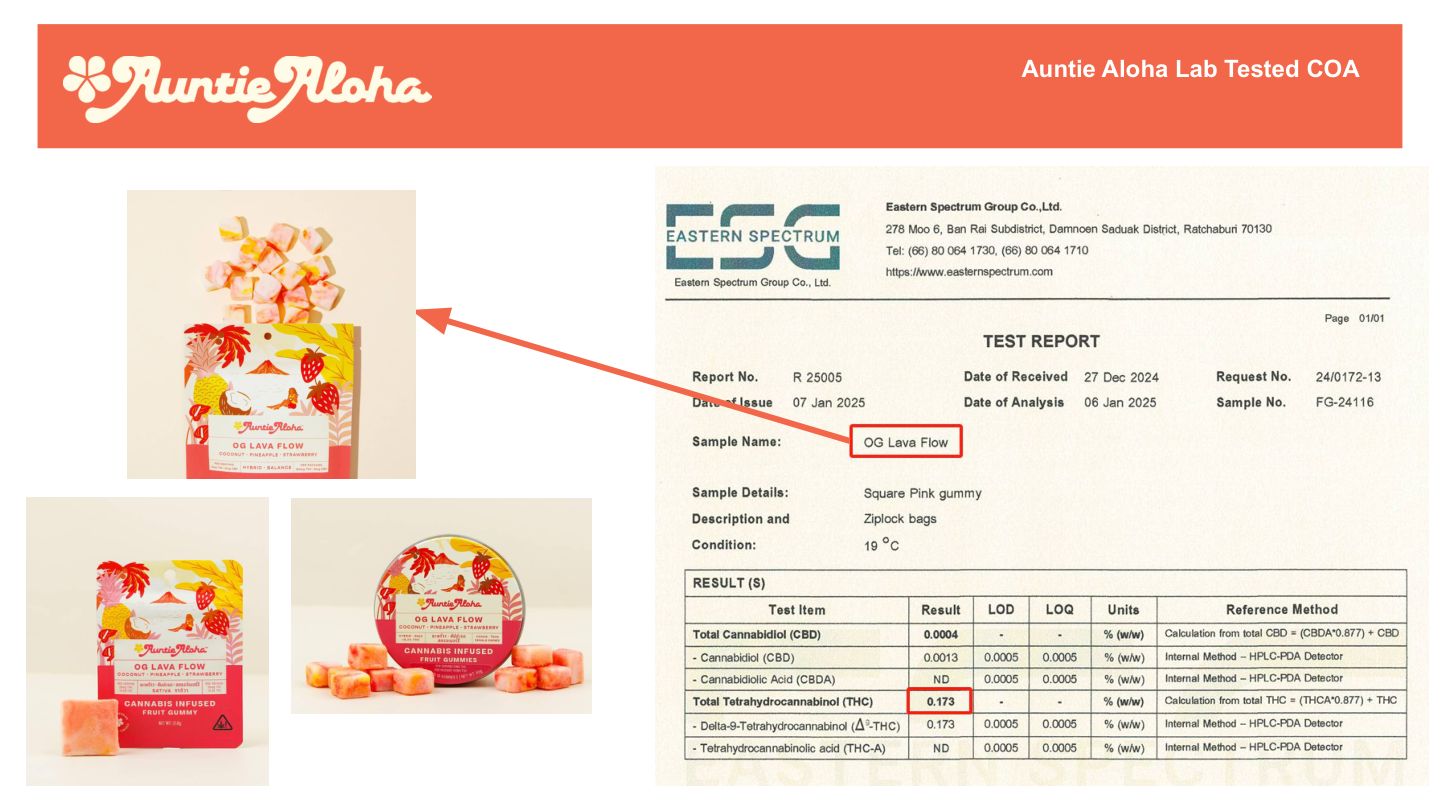 Auntie Aloha
Auntie Aloha Lab Tested COA
Auntie Aloha
OG LAVA FLOW
COCONUT • PINEAPPLE • STRAWBERRY
HYBRID • BALANCE
Auntie Aloha
OG LAVA FLOW
COCONUT • PINEAPPLE • STRAWBERRY
CANNABIS INFUSED
FRUIT GUMMY
Auntie Aloha
OG LAVA FLOW
COCONUT • PINEAPPLE • STRAWBERRY
CANNABIS INFUSED
FRUIT GUMMIES
ESG
EASTERN SPECTRUM
Eastern Spectrum Group Co., Ltd.
Eastern Spectrum Group Co.,Ltd.
278 Moo 6, Ban Rai Subdistrict, Damnoen Saduak District, Ratchaburi 70130
Tel: (66) 80 064 1730, (66) 80 064 1710
https://www.easternspectrum.com
Page 01/01
TEST REPORT
Report No. R 25005 Date of Received 27 Dec 2024 Request No. 24/0172-13
Date of Issue 07 Jan 2025 Date of Analysis 06 Jan 2025 Sample No. FG-24116
Sample Name: OG Lava Flow
Sample Details: Square Pink gummy
Description and Ziplock bags
Condition: 19 °C
RESULT (S)
Test Item Result LOD LOQ Units Reference Method
Total Cannabidiol (CBD) 0.0004 - - % (w/w) Calculation from total CBD = (CBDA*0.877) + CBD
- Cannabidiol (CBD) 0.0013 0.0005 0.0005 % (w/w) Internal Method – HPLC-PDA Detector
- Cannabidiolic Acid (CBDA) ND 0.0005 0.0005 % (w/w) Internal Method – HPLC-PDA Detector
Total Tetrahydrocannabinol (THC) 0.173 - - % (w/w) Calculation from total THC = (THCA*0.877) + THC
- Delta-9-Tetrahydrocannabinol (Δ⁹-THC) 0.173 0.0005 0.0005 % (w/w) Internal Method – HPLC-PDA Detector
- Tetrahydrocannabinolic acid (THC-A) ND 0.0005 0.0005 % (w/w) Internal Method – HPLC-PDA Detector
EASTERN SPECTRUM